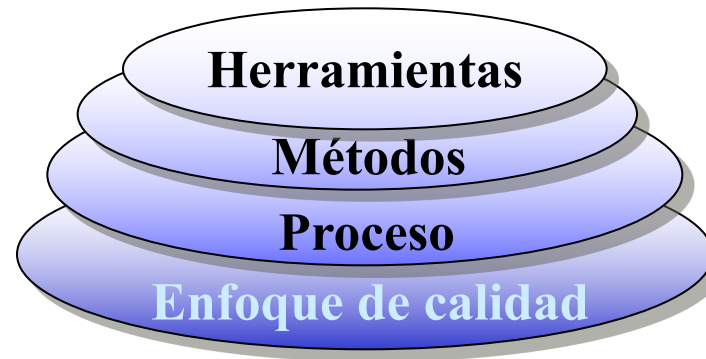 Herramientas
Métodos
Proceso
Enfoque de calidad